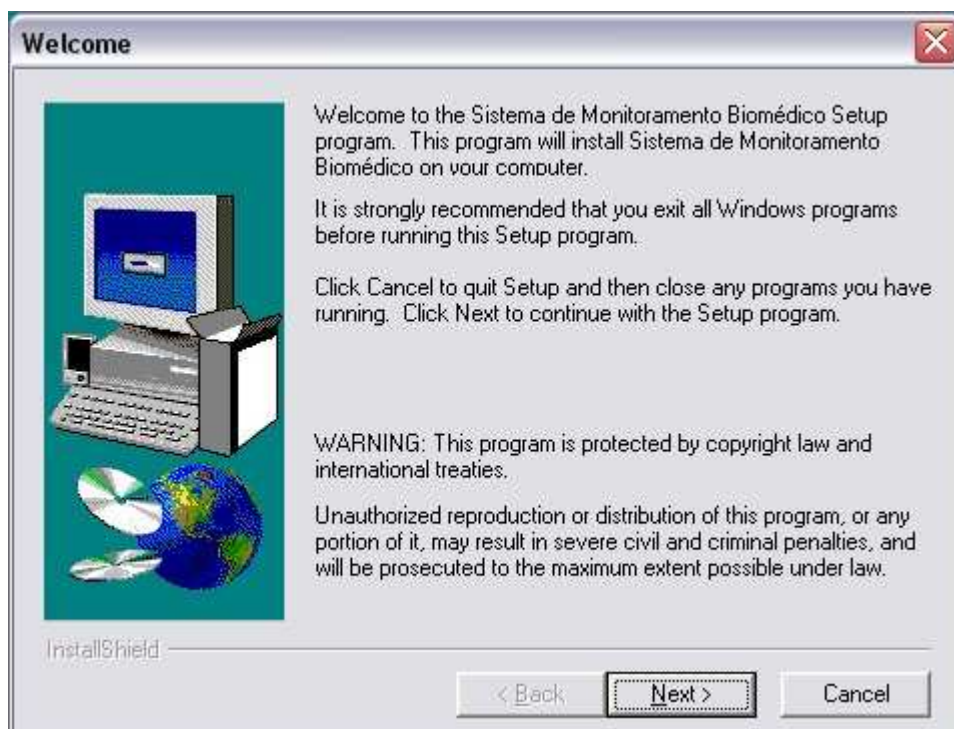 Welcome
Welcome to the Sistema de Monitoramento Biomédico Setup
program.  This program will install Sistema de Monitoramento
Biomédico on your computer.
It is strongly recommended that you exit all Windows programs
before running this Setup program.
Click Cancel to quit Setup and then close any programs you have
running.  Click Next to continue with the Setup program.
WARNING: This program is protected by copyright law and
international treaties.
Unauthorized reproduction or distribution of this program, or any
portion of it, may result in severe civil and criminal penalties, and
will be prosecuted to the maximum extent possible under law.
InstallShield
< Back
Next >
Cancel